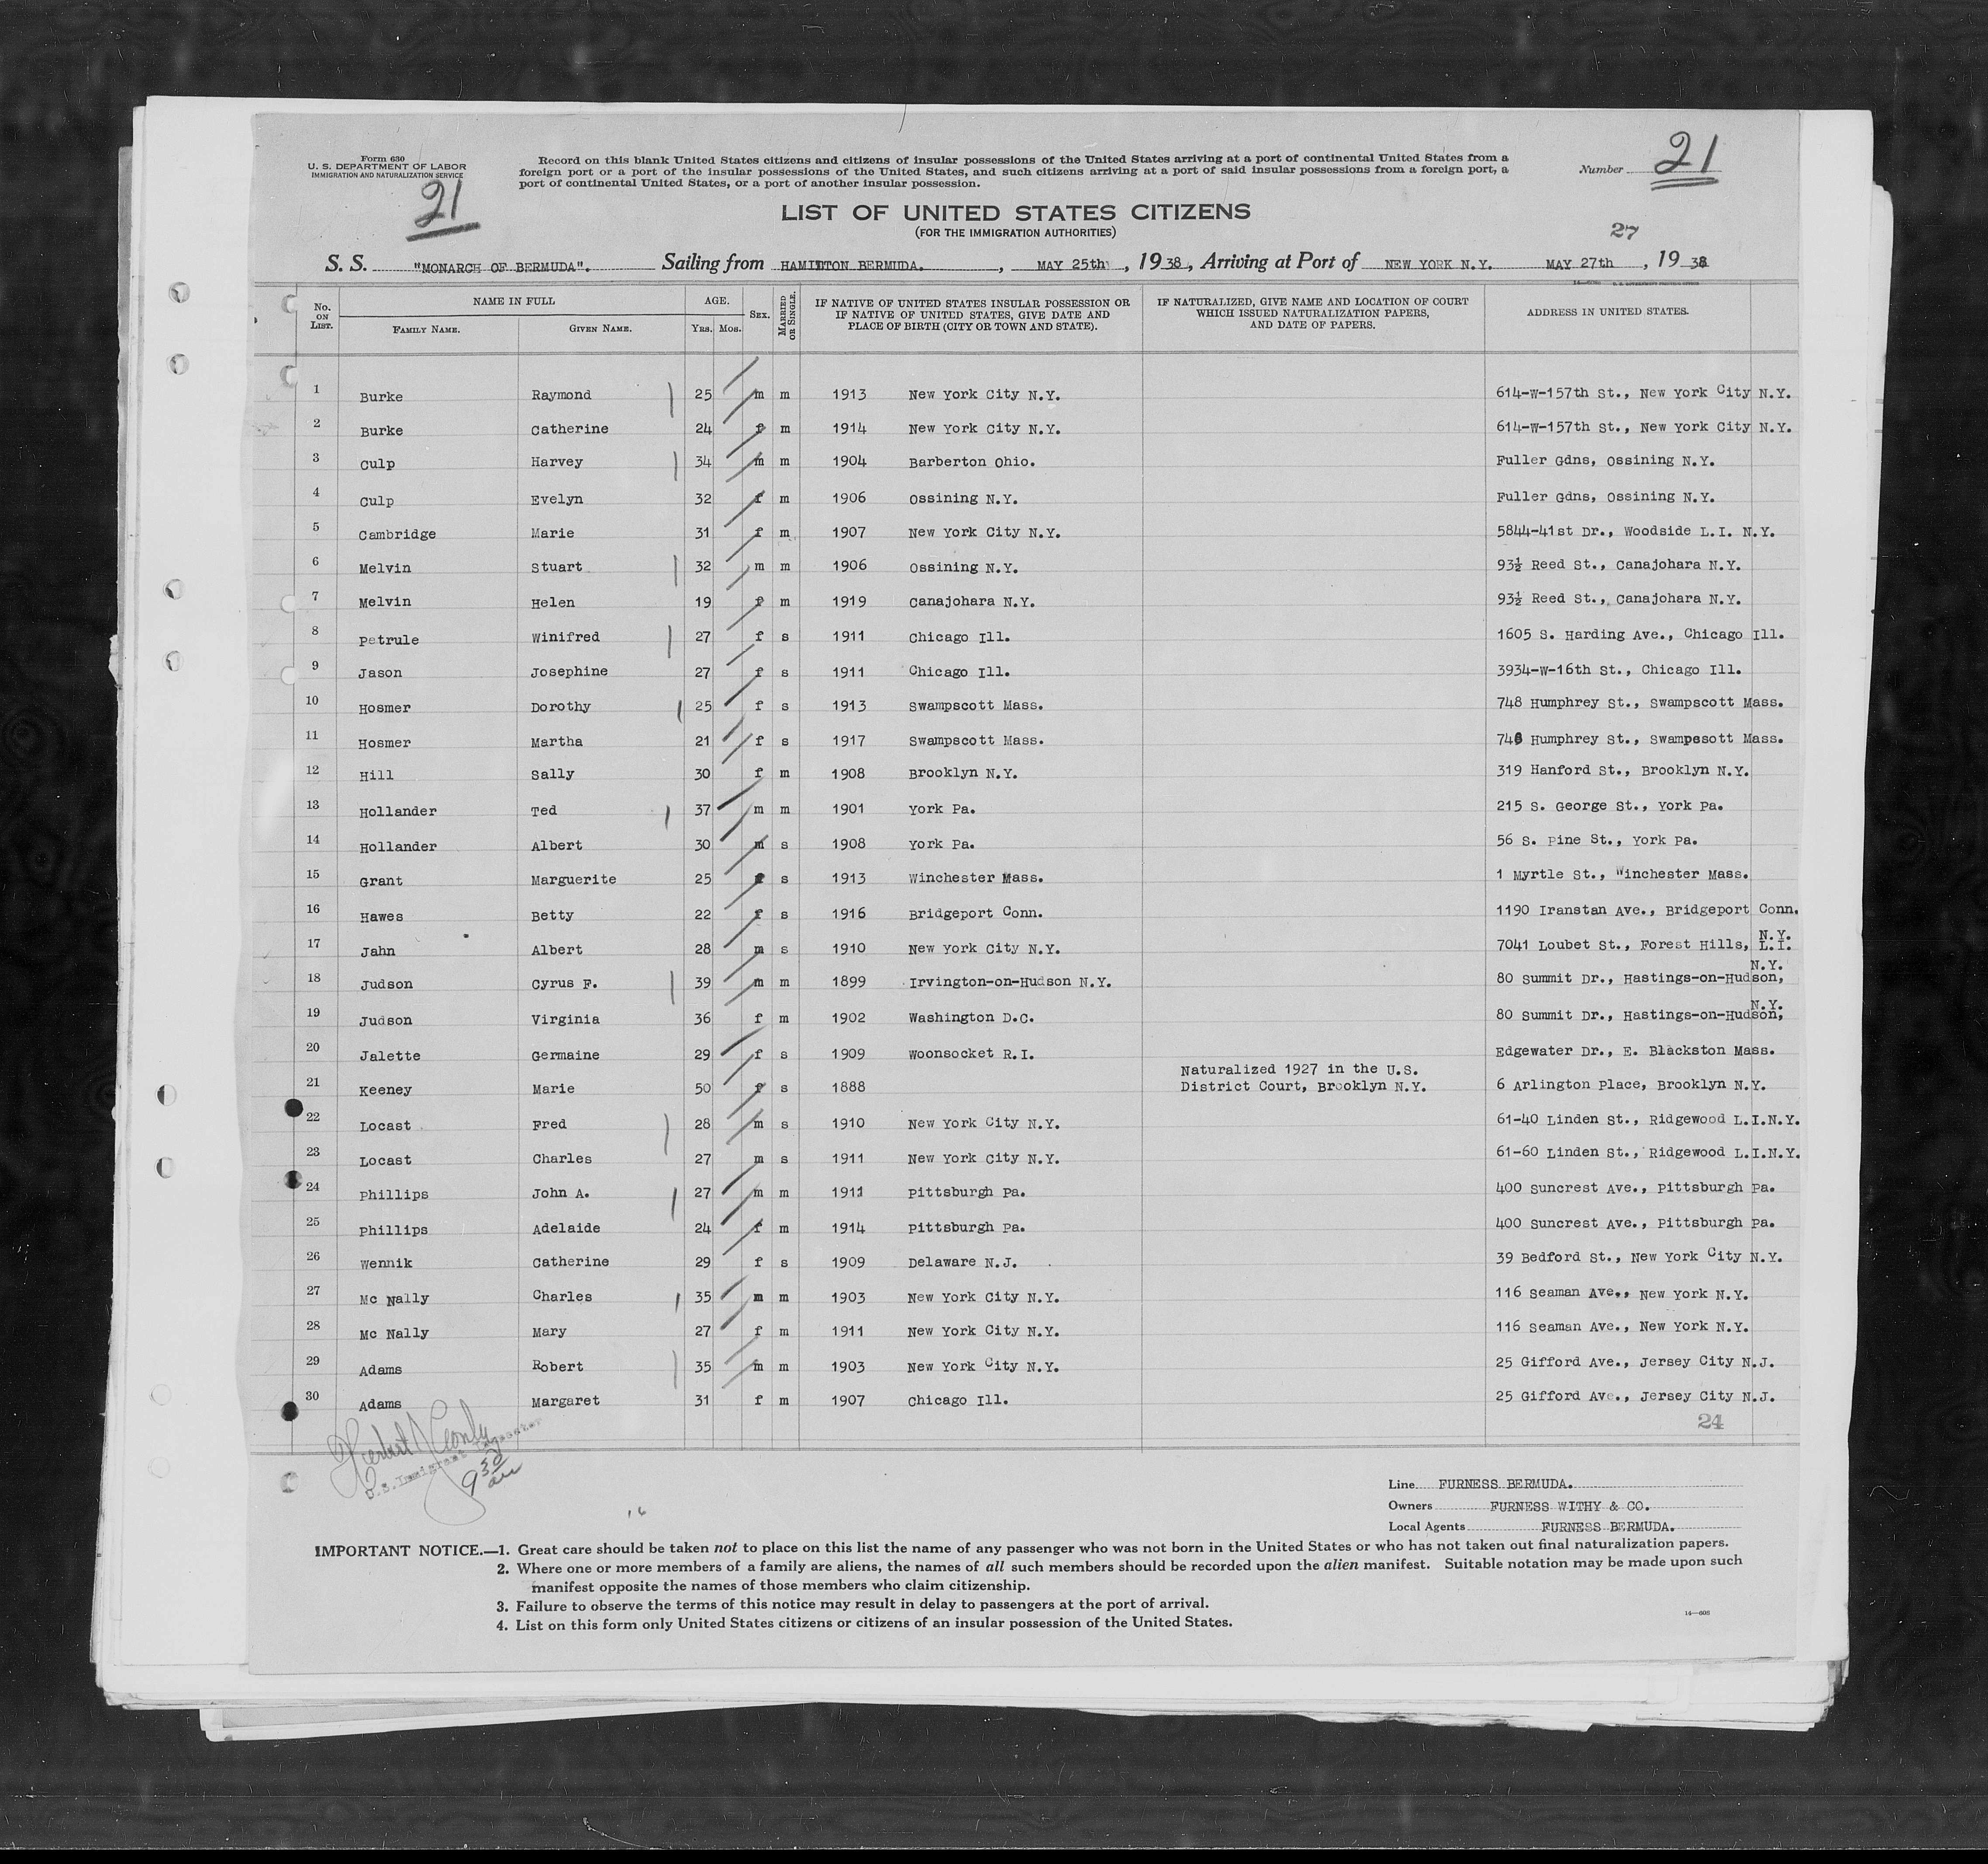 Form 630
U. S. DEPARTMENT OF LABOR
IMMIGRATION AND NATURALIZATION SERVICE
21
Record on this blank United States citizens and citizens of insular possessions of the United States arriving at a port of continental United States from a
foreign port or a port of the insular possessions of the United States, and such citizens arriving at a port of said insular possessions from a foreign port, a
port of continental United States, or a port of another insular possession.
Number 21
LIST OF UNITED STATES CITIZENS
(FOR THE IMMIGRATION AUTHORITIES)
27
S. S. "MONARCH OF BERMUDA". Sailing from HAMILTON BERMUDA. , MAY 25th , 19 38, Arriving at Port of NEW YORK N.Y. MAY 27th , 19 38
No. ON LIST. NAME IN FULL FAMILY NAME. GIVEN NAME. AGE. Yrs. Mos. SEX. MARRIED OR SINGLE. IF NATIVE OF UNITED STATES INSULAR POSSESSION OR IF NATIVE OF UNITED STATES, GIVE DATE AND PLACE OF BIRTH (CITY OR TOWN AND STATE). IF NATURALIZED, GIVE NAME AND LOCATION OF COURT WHICH ISSUED NATURALIZATION PAPERS, AND DATE OF PAPERS. ADDRESS IN UNITED STATES.
1 Burke Raymond 25 m m 1913 New York City N.Y. 614-W-157th St., New York City N.Y.
2 Burke Catherine 24 f m 1914 New York City N.Y. 614-W-157th St., New York City N.Y.
3 Culp Harvey 34 m m 1904 Barberton Ohio. Fuller Gdns, Ossining N.Y.
4 Culp Evelyn 32 f m 1906 Ossining N.Y. Fuller Gdns, Ossining N.Y.
5 Cambridge Marie 31 f m 1907 New York City N.Y. 5844-41st Dr., Woodside L.I. N.Y.
6 Melvin Stuart 32 m m 1906 Ossining N.Y. 93½ Reed St., Canajohara N.Y.
7 Melvin Helen 19 f m 1919 Canajohara N.Y. 93½ Reed St., Canajohara N.Y.
8 Petrule Winifred 27 f s 1911 Chicago Ill. 1605 S. Harding Ave., Chicago Ill.
9 Jason Josephine 27 f s 1911 Chicago Ill. 3934-W-16th St., Chicago Ill.
10 Hosmer Dorothy 25 f s 1913 Swampscott Mass. 748 Humphrey St., Swampscott Mass.
11 Hosmer Martha 21 f s 1917 Swampscott Mass. 748 Humphrey St., Swampssott Mass.
12 Hill Sally 30 f m 1908 Brooklyn N.Y. 319 Hanford St., Brooklyn N.Y.
13 Hollander Ted 37 m m 1901 York Pa. 215 S. George St., York Pa.
14 Hollander Albert 30 m s 1908 York Pa. 56 S. Pine St., York Pa.
15 Grant Marguerite 25 f s 1913 Winchester Mass. 1 Myrtle St., Winchester Mass.
16 Hawes Betty 22 f s 1916 Bridgeport Conn. 1190 Iranstan Ave., Bridgeport Conn.
17 Jahn Albert 28 m s 1910 New York City N.Y. 7041 Loubet St., Forest Hills, L.I. N.Y.
18 Judson Cyrus F. 39 m m 1899 Irvington-on-Hudson N.Y. 80 Summit Dr., Hastings-on-Hudson, N.Y.
19 Judson Virginia 36 f m 1902 Washington D.C. 80 Summit Dr., Hastings-on-Hudson, N.Y.
20 Jalette Germaine 29 f s 1909 Woonsocket R.I. Edgewater Dr., E. Blackston Mass.
21 Keeney Marie 50 f s 1888 Naturalized 1927 in the U.S. District Court, Brooklyn N.Y. 6 Arlington Place, Brooklyn N.Y.
22 Locast Fred 28 m s 1910 New York City N.Y. 61-40 Linden St., Ridgewood L.I.N.Y.
23 Locast Charles 27 m s 1911 New York City N.Y. 61-60 Linden St., Ridgewood L.I.N.Y.
24 Phillips John A. 27 m m 1911 Pittsburgh Pa. 400 Suncrest Ave., Pittsburgh Pa.
25 Phillips Adelaide 24 f m 1914 Pittsburgh Pa. 400 Suncrest Ave., Pittsburgh Pa.
26 Wennik Catherine 29 f s 1909 Delaware N.J. 39 Bedford St., New York City N.Y.
27 Mc Nally Charles 35 m m 1903 New York City N.Y. 116 Seaman Ave., New York N.Y.
28 Mc Nally Mary 27 f m 1911 New York City N.Y. 116 Seaman Ave., New York N.Y.
29 Adams Robert 35 m m 1903 New York City N.Y. 25 Gifford Ave., Jersey City N.J.
30 Adams Margaret 31 f m 1907 Chicago Ill. 25 Gifford Ave., Jersey City N.J.
24
U.S. Immigrant
9 30 am
Line FURNESS BERMUDA.
Owners FURNESS WITHY & CO.
Local Agents FURNESS BERMUDA.
IMPORTANT NOTICE.—1. Great care should be taken not to place on this list the name of any passenger who was not born in the United States or who has not taken out final naturalization papers.
2. Where one or more members of a family are aliens, the names of all such members should be recorded upon the alien manifest. Suitable notation may be made upon such
manifest opposite the names of those members who claim citizenship.
3. Failure to observe the terms of this notice may result in delay to passengers at the port of arrival.
4. List on this form only United States citizens or citizens of an insular possession of the United States.
14—608